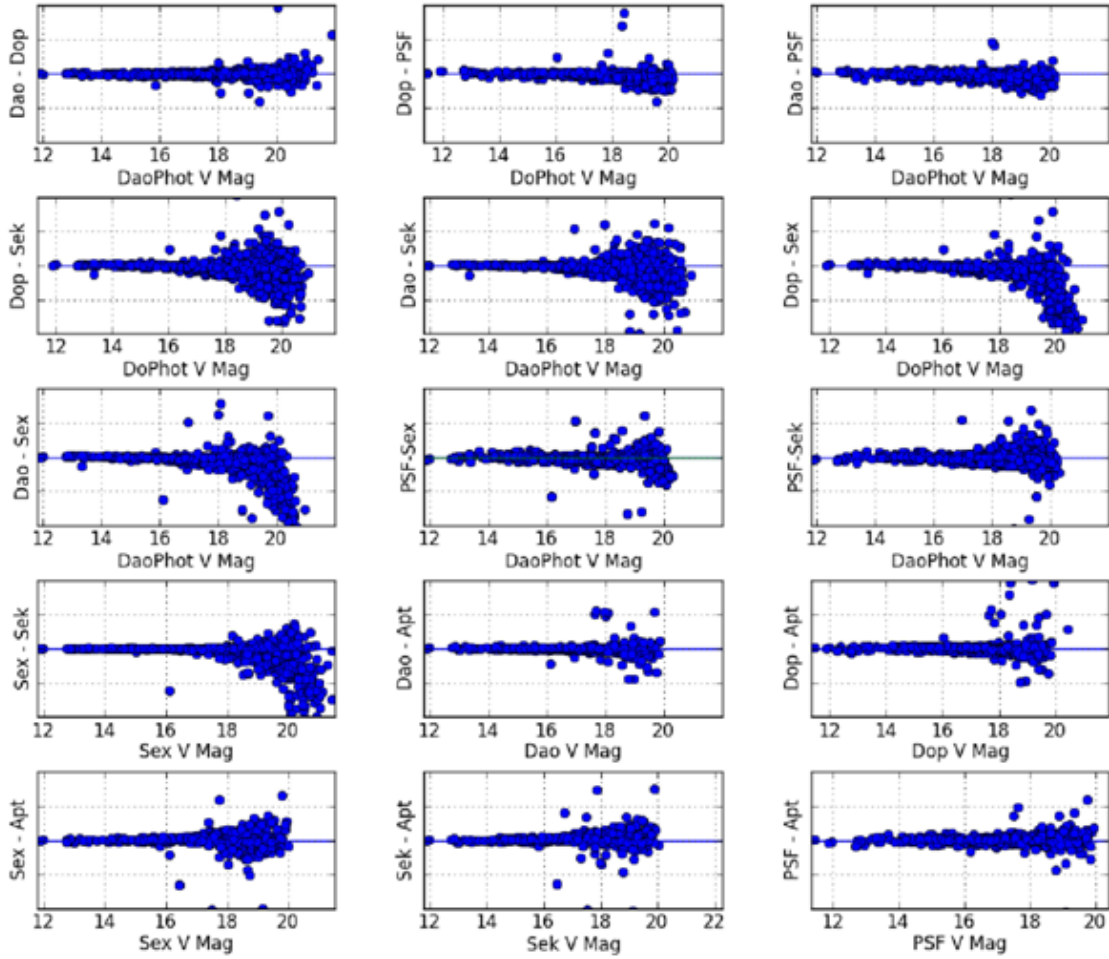 Dao - Dop
12 14 16 18 20
DaoPhot V Mag
Dop - PSF
12 14 16 18 20
DoPhot V Mag
Dao - PSF
12 14 16 18 20
DaoPhot V Mag
Dop - Sek
12 14 16 18 20
DoPhot V Mag
Dao - Sek
12 14 16 18 20
DaoPhot V Mag
Dop - Sex
12 14 16 18 20
DoPhot V Mag
Dao - Sex
12 14 16 18 20
DaoPhot V Mag
PSF-Sex
12 14 16 18 20
DaoPhot V Mag
PSF-Sek
12 14 16 18 20
DaoPhot V Mag
Sex - Sek
12 14 16 18 20
Sex V Mag
Dao - Apt
12 14 16 18 20
Dao V Mag
Dop - Apt
12 14 16 18 20
Dop V Mag
Sex - Apt
12 14 16 18 20
Sex V Mag
Sek - Apt
12 14 16 18 20 22
Sek V Mag
PSF - Apt
12 14 16 18 20
PSF V Mag